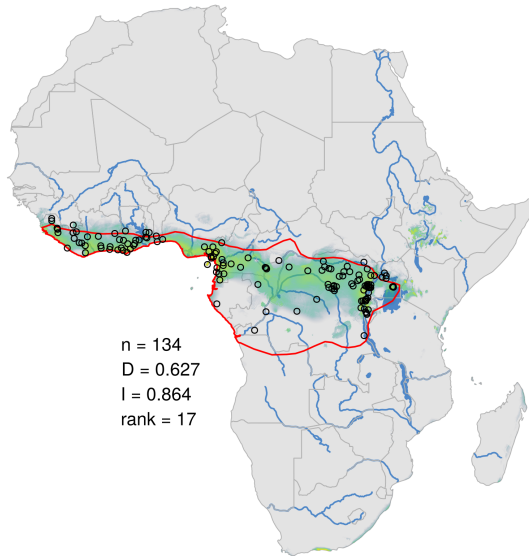 n = 134
D = 0.627
I = 0.864
rank = 17